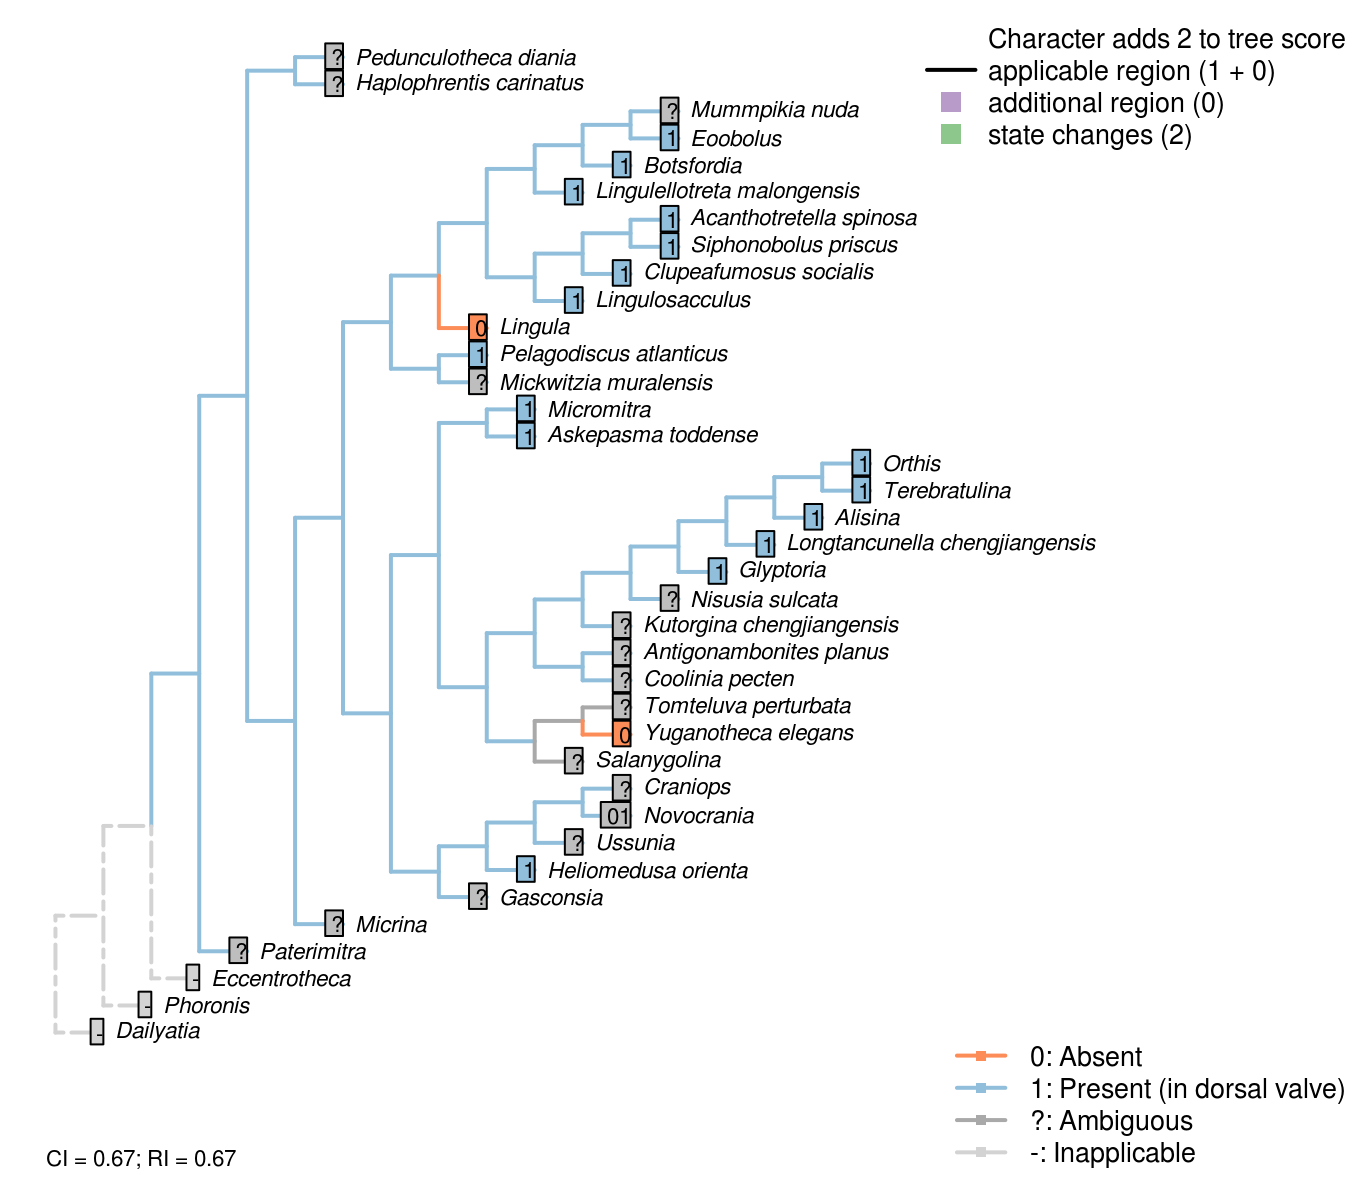 Character adds 2 to tree score
applicable region (1 + 0)
additional region (0)
state changes (2)
? Pedunculotheca diania
? Haplophrentis carinatus
? Mummpikia nuda
1 Eoobolus
1 Botsfordia
1 Lingulellotreta malongensis
1 Acanthotretella spinosa
1 Siphonobolus priscus
1 Clupeafumosus socialis
1 Lingulosacculus
0 Lingula
1 Pelagodiscus atlanticus
? Mickwitzia muralensis
1 Micromitra
1 Askepasma toddense
1 Orthis
1 Terebratulina
1 Alisina
1 Longtancunella chengjiangensis
1 Glyptoria
? Nisusia sulcata
? Kutorgina chengjiangensis
? Antigonambonites planus
? Coolinia pecten
? Tomteluva perturbata
0 Yuganotheca elegans
? Salanygolina
? Craniops
01 Novocrania
? Ussunia
1 Heliomedusa orienta
? Gasconsia
? Micrina
? Paterimitra
- Eccentrotheca
- Phoronis
- Dailyatia
0: Absent
1: Present (in dorsal valve)
?: Ambiguous
-: Inapplicable
CI = 0.67; RI = 0.67